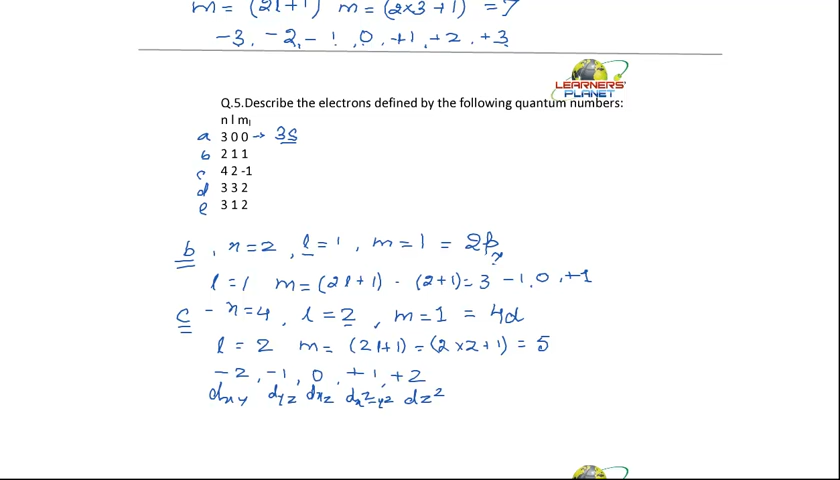 m = (2l+1) m = (2×3+1) = 7
-3, -2, -1, 0, +1, +2, +3
LEARNERS'
PLANET
Q.5.Describe the electrons defined by the following quantum numbers:
n l mₗ
a 3 0 0 → 3s
b 2 1 1
c 4 2 -1
d 3 3 2
e 3 1 2
b, n=2, l=1, m=1 = 2pₓ
l=1 m=(2l+1) - (2+1)=3 -1,0,+1
c - n=4, l=2, m=1 = 4d
l=2 m= (2l+1) = (2×2+1) = 5
-2, -1, 0, +1, +2
dxy dyz dxz dx²-y² dz²